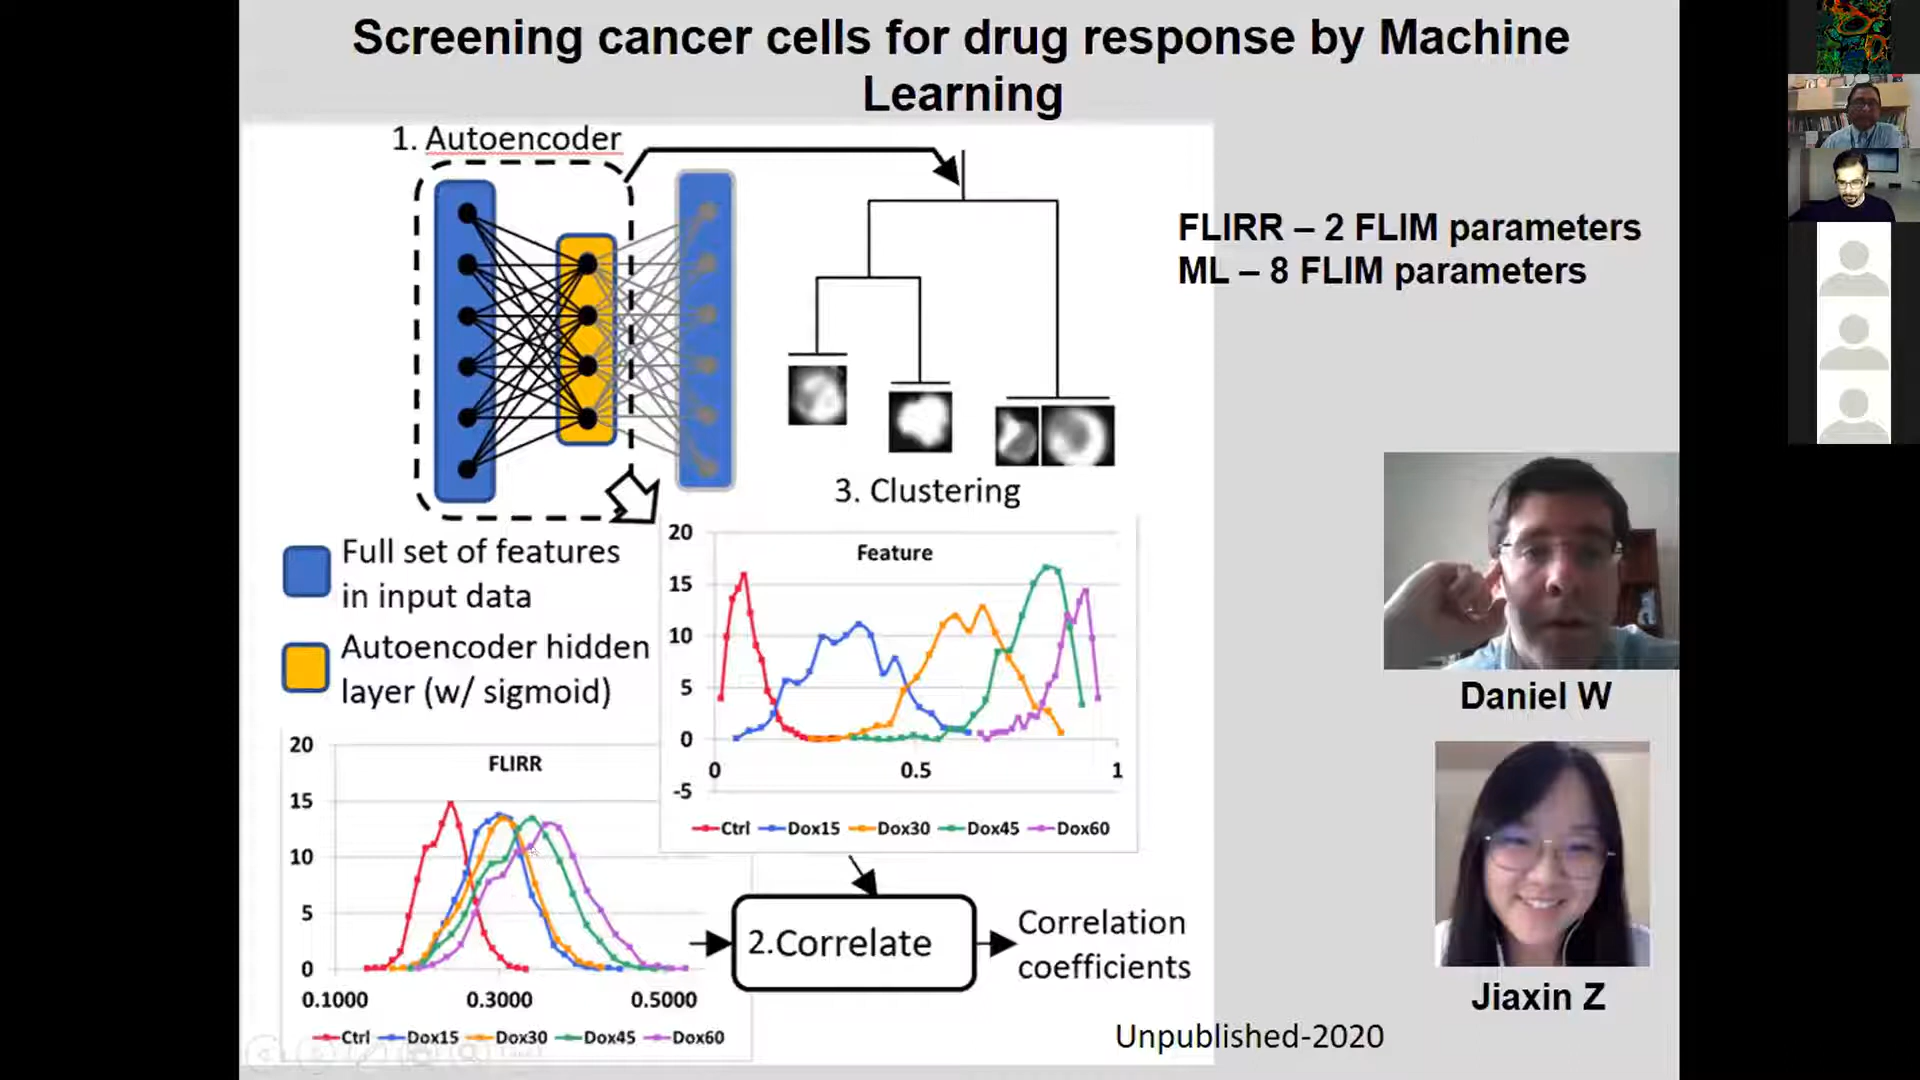 Screening cancer cells for drug response by Machine
Learning
1. Autoencoder
FLIRR – 2 FLIM parameters
ML – 8 FLIM parameters
3. Clustering
Full set of features
in input data
Autoencoder hidden
layer (w/ sigmoid)
Feature
20
15
10
5
0
-5
0
0.5
1
Ctrl
Dox15
Dox30
Dox45
Dox60
FLIRR
20
15
10
5
0
0.1000
0.3000
0.5000
Ctrl
Dox15
Dox30
Dox45
Dox60
2.Correlate
Correlation
coefficients
Daniel W
Jiaxin Z
Unpublished-2020